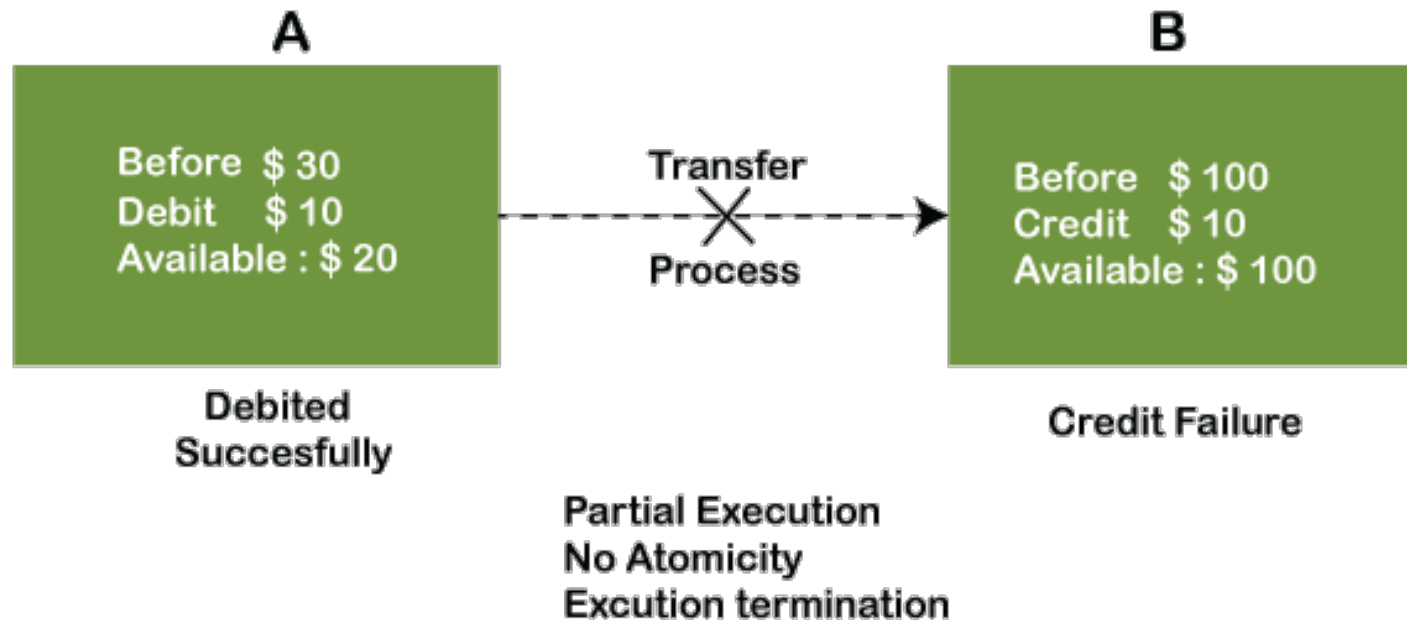 A
Before $ 30
Debit $ 10
Available : $ 20
Debited
Succesfully
Transfer
Process
B
Before $ 100
Credit $ 10
Available : $ 100
Credit Failure
Partial Execution
No Atomicity
Excution termination